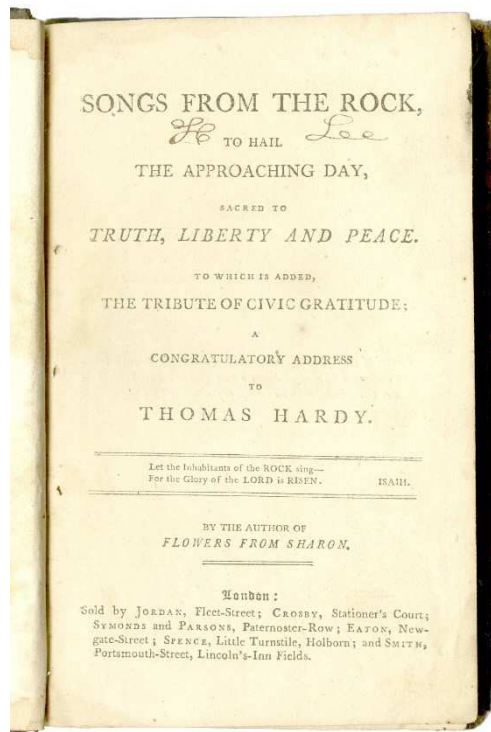 SONGS FROM THE ROCK,
H Lee
TO HAIL
THE APPROACHING DAY,
SACRED TO
TRUTH, LIBERTY AND PEACE.
TO WHICH IS ADDED,
THE TRIBUTE OF CIVIC GRATITUDE;
A
CONGRATULATORY ADDRESS
TO
THOMAS HARDY.
Let the Inhabitants of the ROCK sing—
For the Glory of the LORD is RISEN. ISAIH.
BY THE AUTHOR OF
FLOWERS FROM SHARON.
London:
Sold by JORDAN, Fleet-Street; CROSBY, Stationer's Court;
SYMONDS and PARSONS, Paternoster-Row; EATON, New-
gate-Street; SPENCE, Little Turnstile, Holborn; and SMITH,
Portsmouth-Street, Lincoln's-Inn Fields.